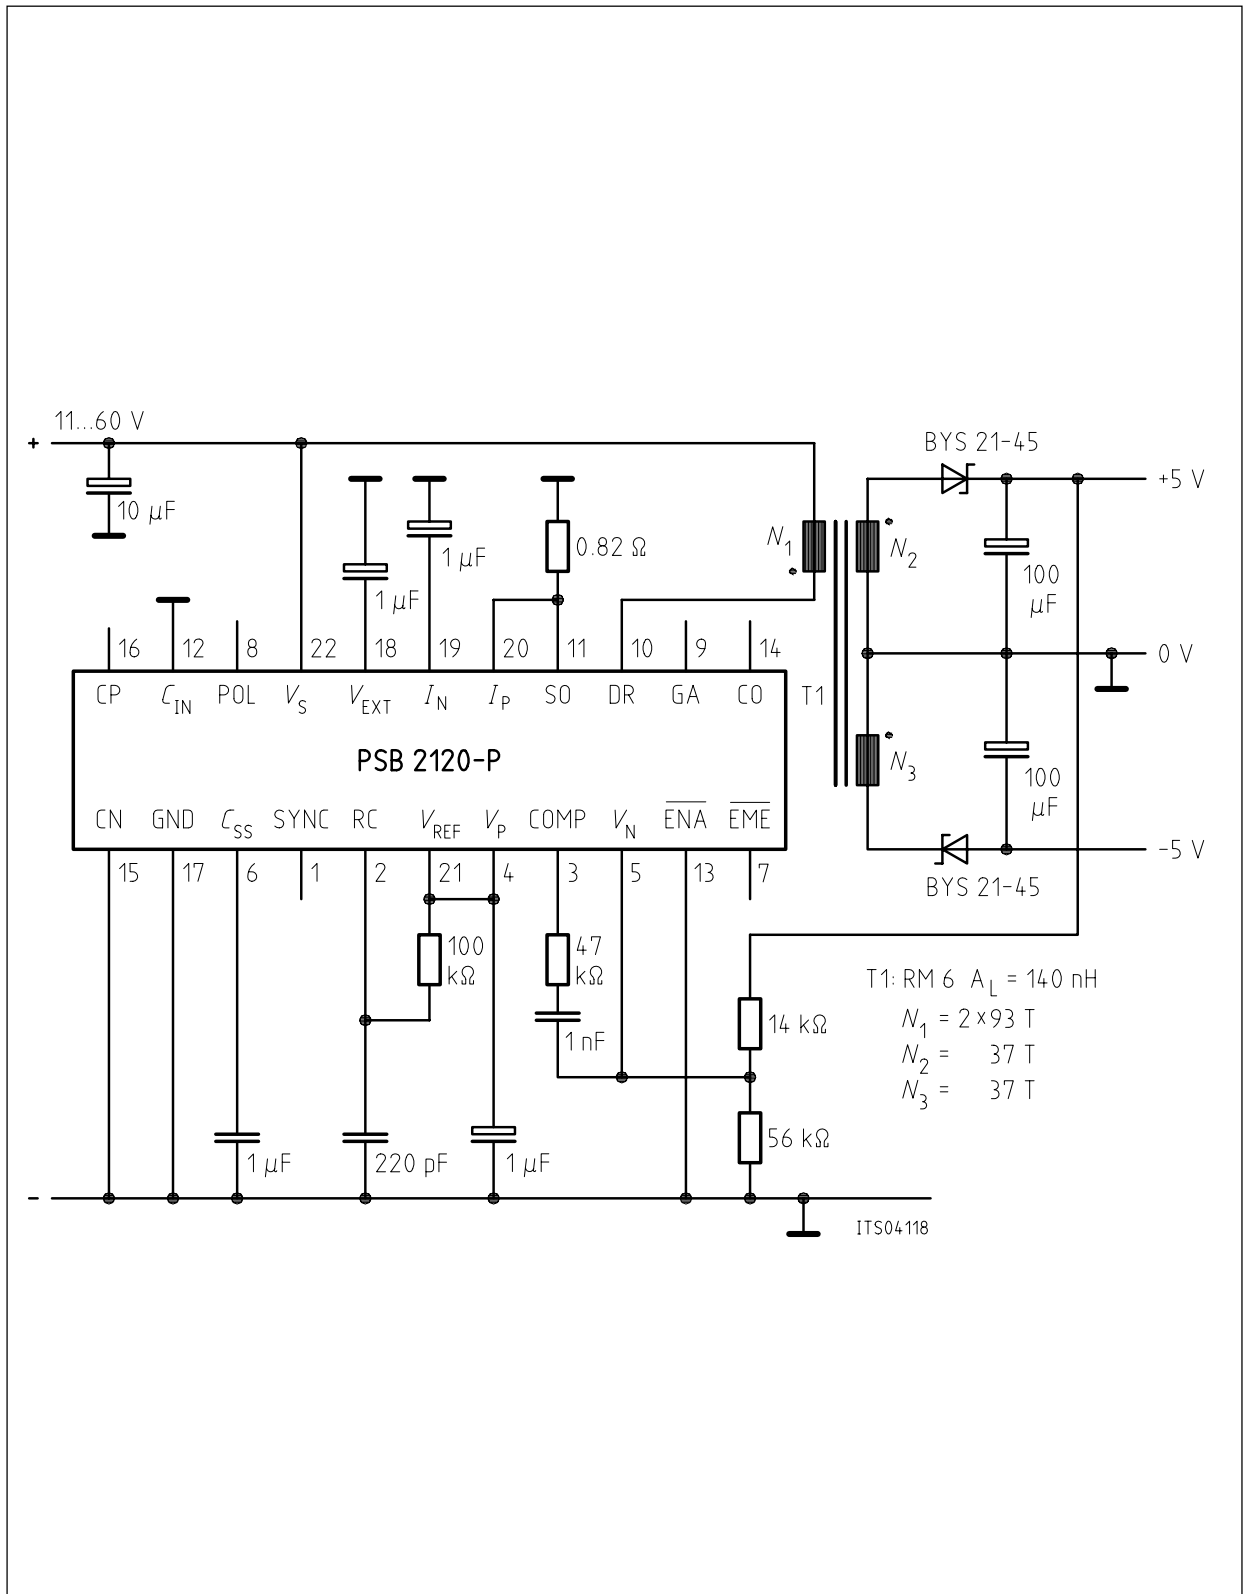 11...60 V
+
BYS 21-45
+5 V
10 μF
1 μF
1 μF
0.82 Ω
N1
N2
100
μF
16 12 8 22 18 19 20 11 10 9 14
0 V
CP CIN POL VS VEXT IN IP SO DR GA CO
T1
PSB 2120-P
N3
100
μF
CN GND CSS SYNC RC VREF VP COMP VN ENA EME
-5 V
15 17 6 1 2 21 4 3 5 13 7
BYS 21-45
100
kΩ
47
kΩ
T1: RM 6 AL = 140 nH
N1 = 2×93 T
N2 = 37 T
N3 = 37 T
14 kΩ
1 nF
56 kΩ
1 μF
220 pF
1 μF
-
ITS04118